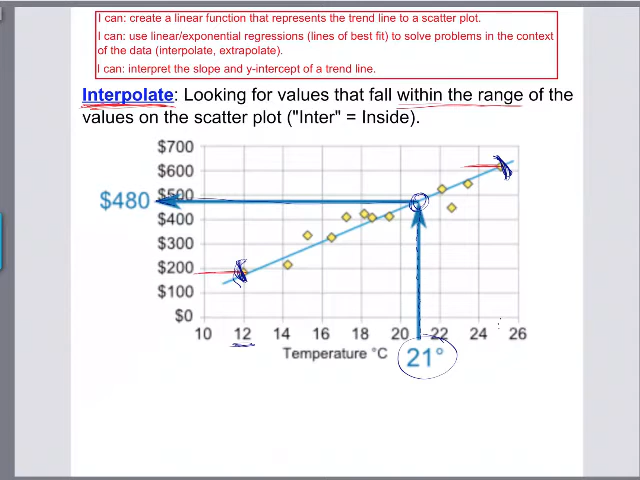 I can: create a linear function that represents the trend line to a scatter plot.
I can: use linear/exponential regressions (lines of best fit) to solve problems in the context
of the data (interpolate, extrapolate).
I can: interpret the slope and y-intercept of a trend line.
Interpolate: Looking for values that fall within the range of the
values on the scatter plot ("Inter" = Inside).
$700
$600
$500
$480
$400
$300
$200
$100
$0
10 12 14 16 18 20 22 24 26
Temperature °C
21°